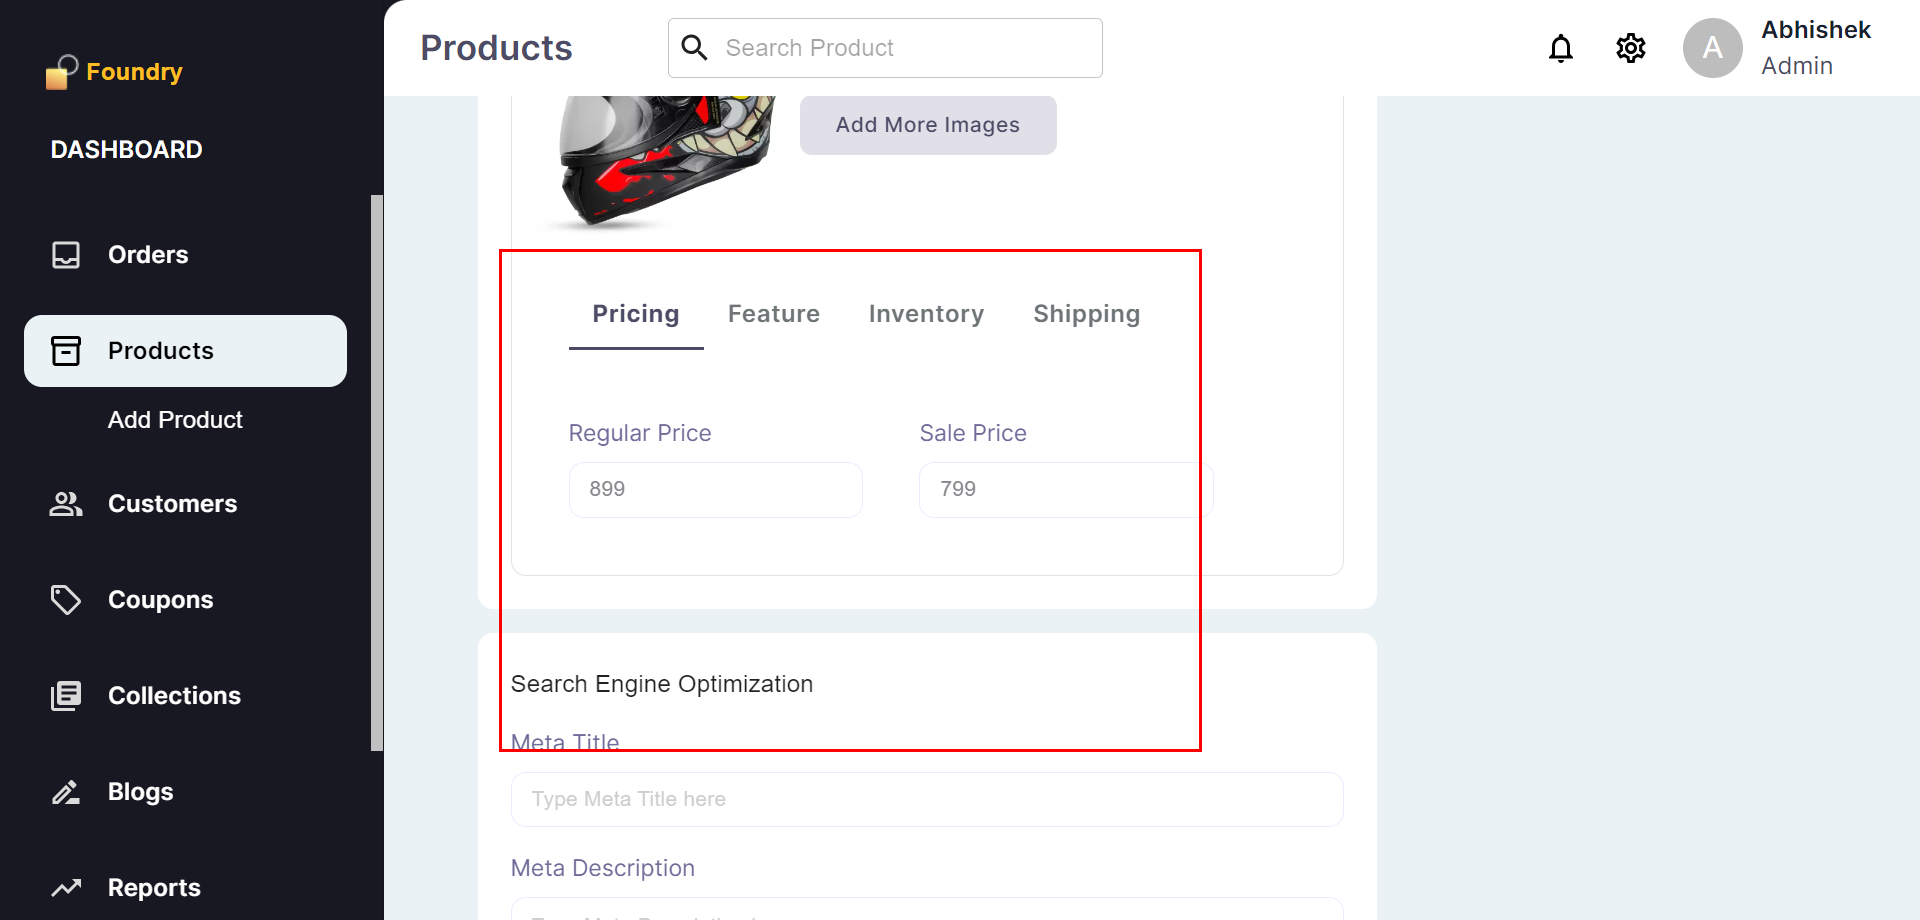 Foundry
DASHBOARD
Orders
Products
Add Product
Customers
Coupons
Collections
Blogs
Reports
Products
Search Product
A
Abhishek
Admin
Add More Images
Pricing Feature Inventory Shipping
Regular Price Sale Price
899 799
Search Engine Optimization
Meta Title
Type Meta Title here
Meta Description